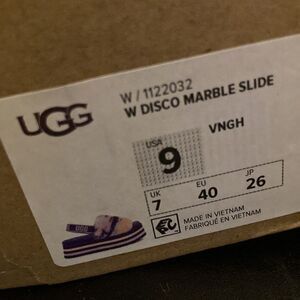 UGG
W / 1122032
W DISCO MARBLE SLIDE
VNGH
USA
9
UK
7
EU
40
JP
26
MADE IN VIETNAM
FABRIQUÉ EN VIETNAM
UGG